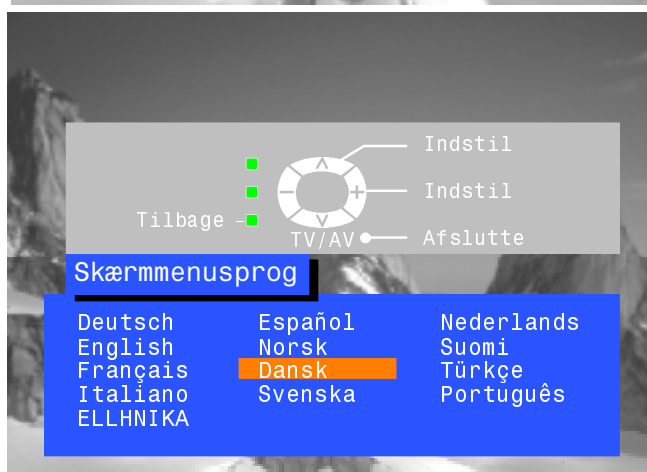 Indstil
Indstil
Tilbage
TV/AV Afslutte
Skærmmenusprog
Deutsch Español Nederlands
English Norsk Suomi
Français Dansk Türkçe
Italiano Svenska Português
ELLHNIKA